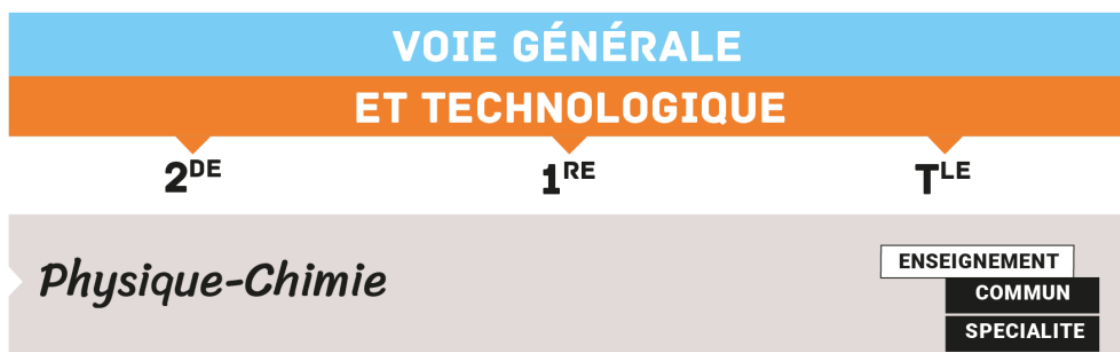 VOIE GÉNÉRALE
ET TECHNOLOGIQUE
2DE 1RE TLE
Physique-Chimie
ENSEIGNEMENT
COMMUN
SPECIALITE